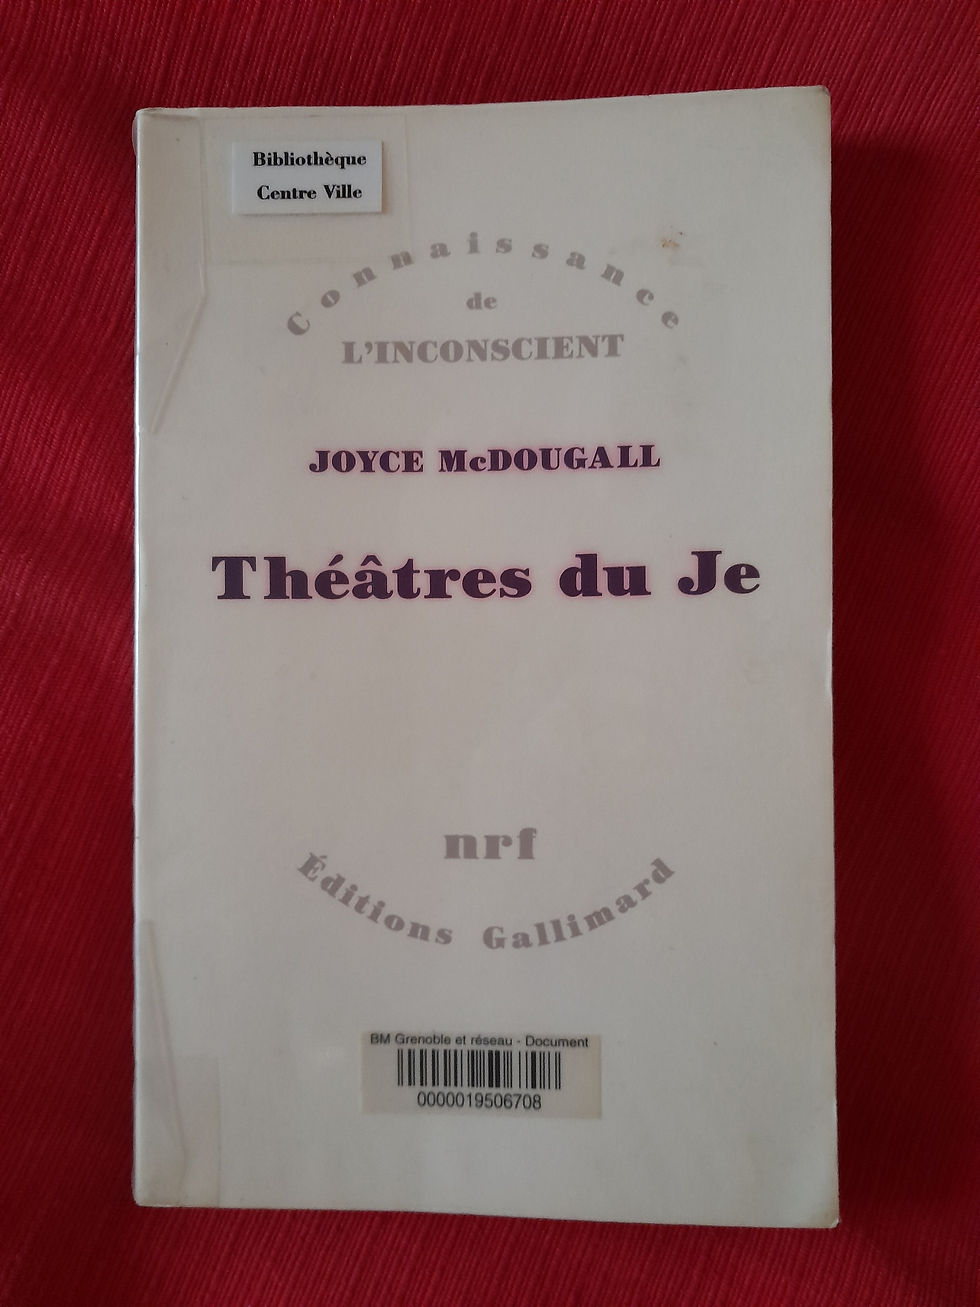 Bibliothèque
Centre Ville
Connaissance
de
L'INCONSCIENT
JOYCE McDOUGALL
Théâtres du Je
nrf
Éditions Gallimard
BM Grenoble et réseau - Document
0000019506708